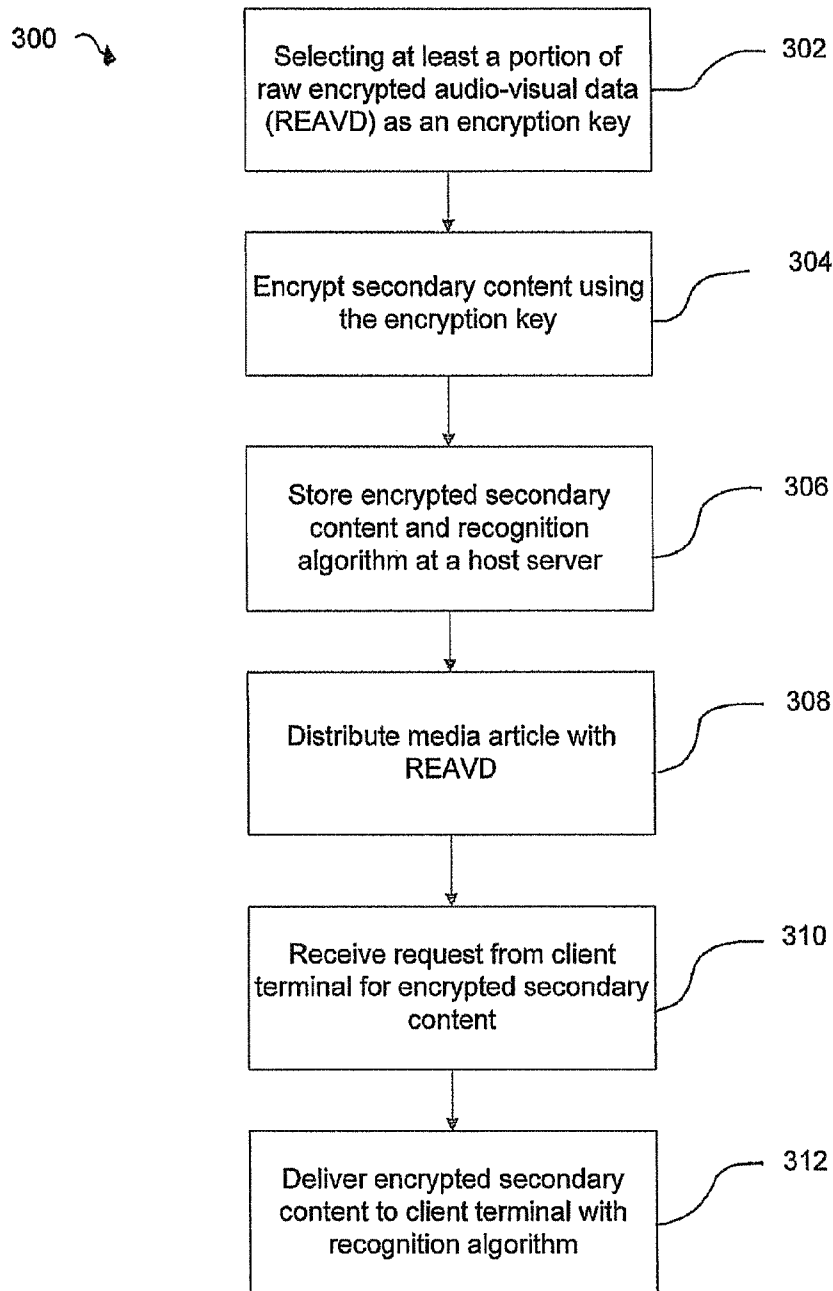 300
Selecting at least a portion of
raw encrypted audio-visual data
(REAVD) as an encryption key
302
Encrypt secondary content using
the encryption key
304
Store encrypted secondary
content and recognition
algorithm at a host server
306
Distribute media article with
REAVD
308
Receive request from client
terminal for encrypted secondary
content
310
Deliver encrypted secondary
content to client terminal with
recognition algorithm
312